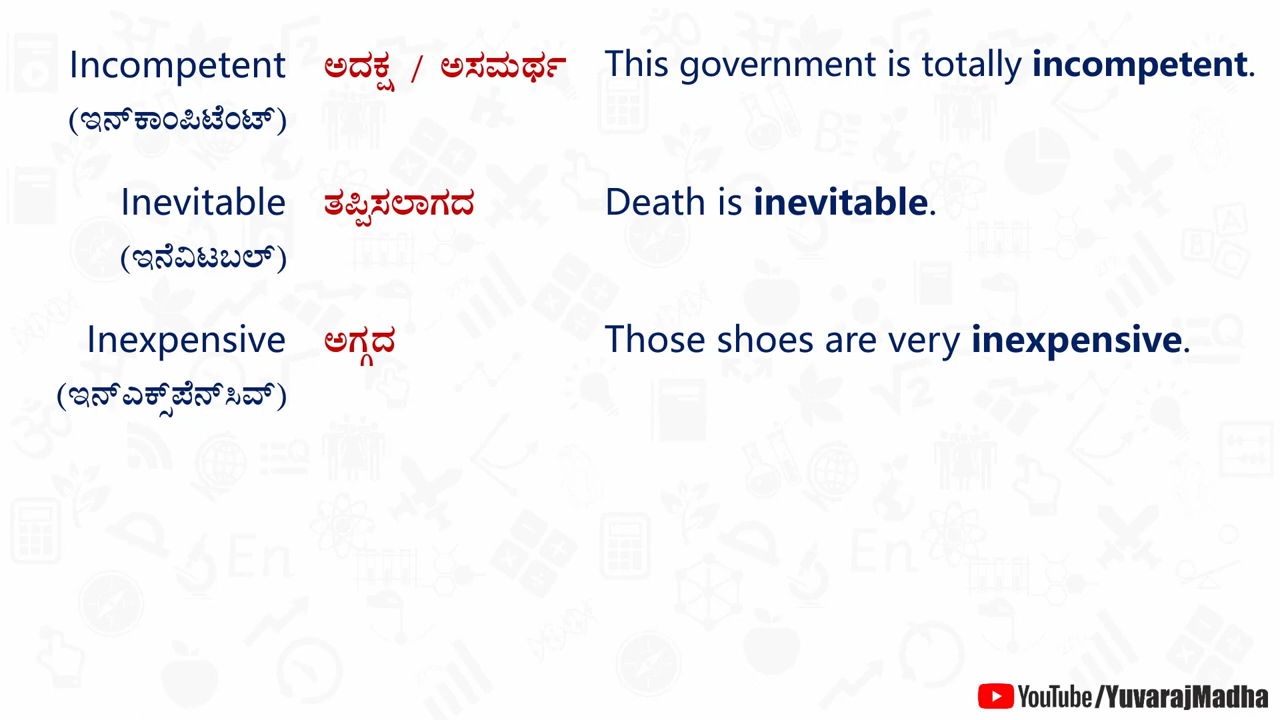 Incompetent ಅದಕ್ಷ / ಅಸಮರ್ಥ This government is totally incompetent.
(ಇನ್‌ಕಾಂಪಿಟೆಂಟ್)
Inevitable ತಪ್ಪಿಸಲಾಗದ Death is inevitable.
(ಇನೆವಿಟಬಲ್)
Inexpensive ಅಗ್ಗದ Those shoes are very inexpensive.
(ಇನ್‌ಎಕ್ಸ್‌ಪೆನ್‌ಸಿವ್)
YouTube/YuvarajMadha